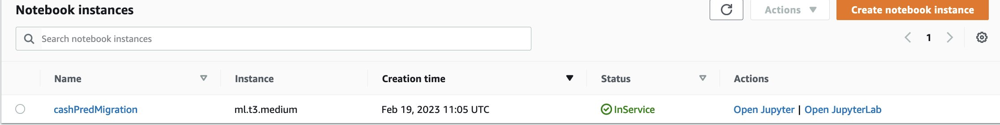 Notebook instances
Actions
Create notebook instance
Search notebook instances
1
Name Instance Creation time Status Actions
cashPredMigration ml.t3.medium Feb 19, 2023 11:05 UTC InService Open Jupyter | Open JupyterLab